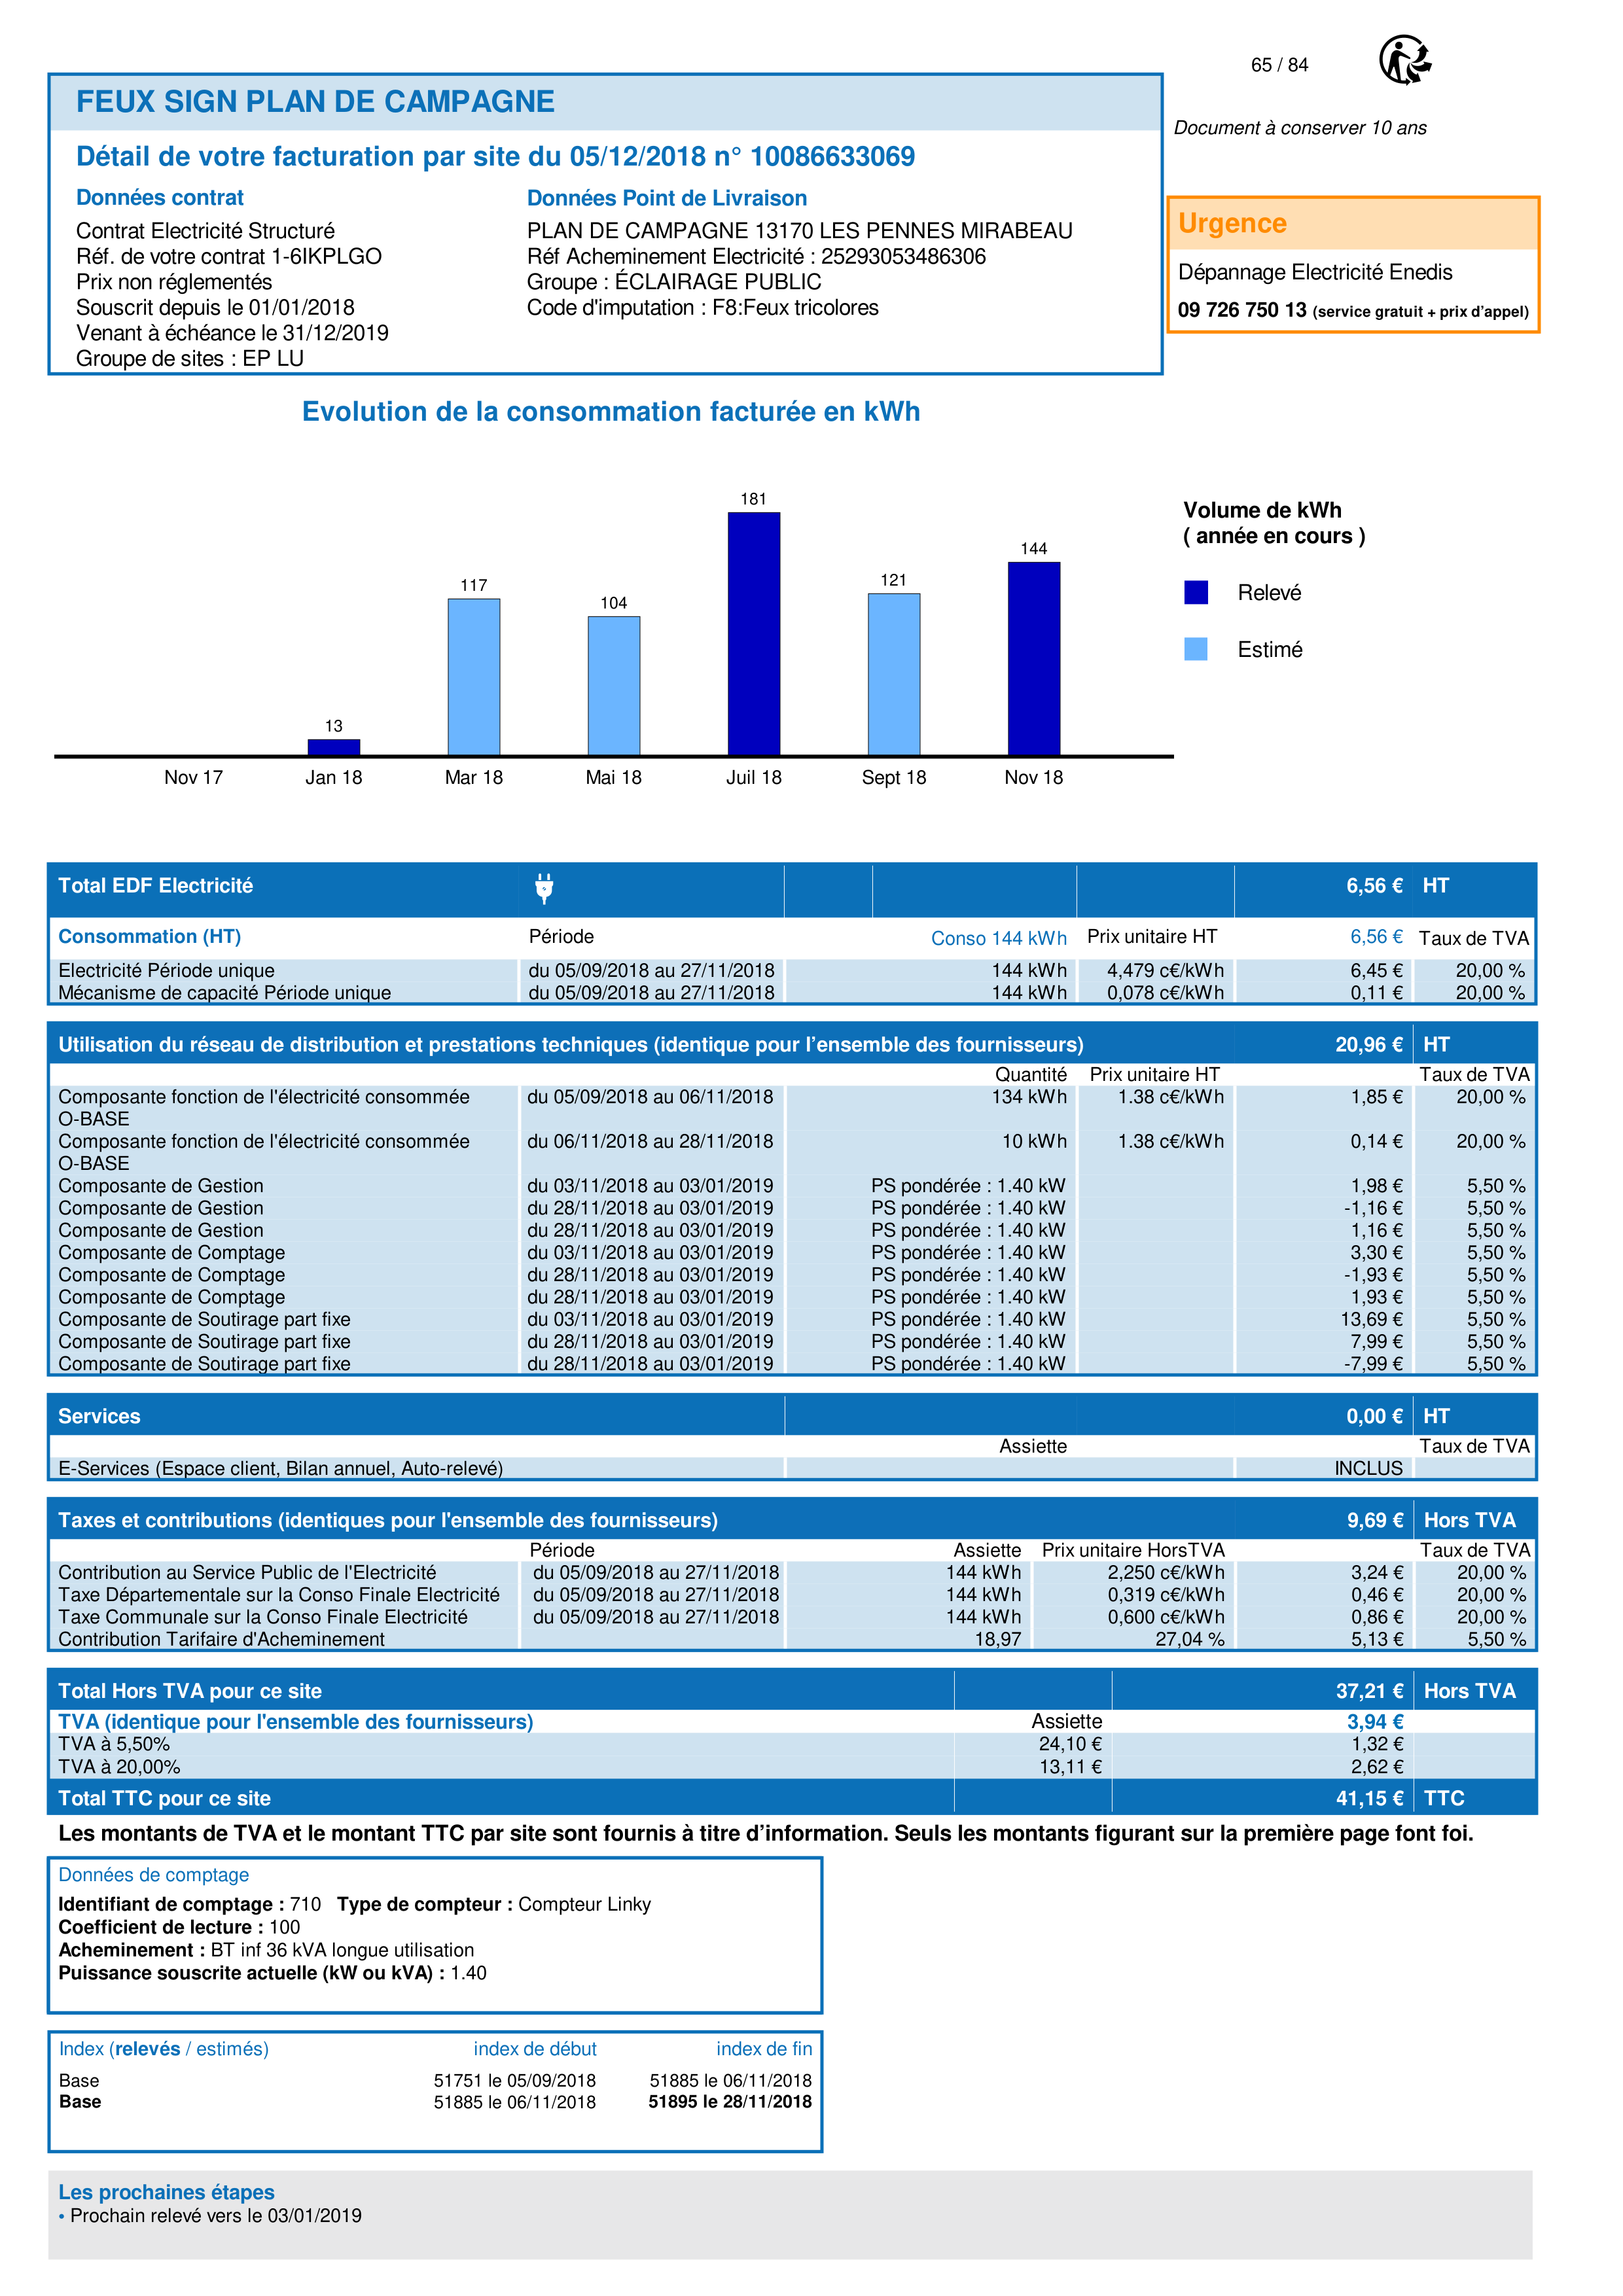 65 / 84
FEUX SIGN PLAN DE CAMPAGNE
Document à conserver 10 ans
Détail de votre facturation par site du 05/12/2018 n° 10086633069
Données contrat
Contrat Electricité Structuré
Réf. de votre contrat 1-6IKPLGO
Prix non réglementés
Souscrit depuis le 01/01/2018
Venant à échéance le 31/12/2019
Groupe de sites : EP LU
Données Point de Livraison
PLAN DE CAMPAGNE 13170 LES PENNES MIRABEAU
Réf Acheminement Electricité : 25293053486306
Groupe : ÉCLAIRAGE PUBLIC
Code d'imputation : F8:Feux tricolores
Urgence
Dépannage Electricité Enedis
09 726 750 13 (service gratuit + prix d’appel)
Evolution de la consommation facturée en kWh
13
117
104
181
121
144
Nov 17 Jan 18 Mar 18 Mai 18 Juil 18 Sept 18 Nov 18
Volume de kWh
( année en cours )
Relevé
Estimé
Total EDF Electricité 6,56 € HT
Consommation (HT) Période Conso 144 kWh Prix unitaire HT 6,56 € Taux de TVA
Electricité Période unique du 05/09/2018 au 27/11/2018 144 kWh 4,479 c€/kWh 6,45 € 20,00 %
Mécanisme de capacité Période unique du 05/09/2018 au 27/11/2018 144 kWh 0,078 c€/kWh 0,11 € 20,00 %
Utilisation du réseau de distribution et prestations techniques (identique pour l’ensemble des fournisseurs) 20,96 € HT
Quantité Prix unitaire HT Taux de TVA
Composante fonction de l'électricité consommée du 05/09/2018 au 06/11/2018 134 kWh 1.38 c€/kWh 1,85 € 20,00 %
O-BASE
Composante fonction de l'électricité consommée du 06/11/2018 au 28/11/2018 10 kWh 1.38 c€/kWh 0,14 € 20,00 %
O-BASE
Composante de Gestion du 03/11/2018 au 03/01/2019 PS pondérée : 1.40 kW 1,98 € 5,50 %
Composante de Gestion du 28/11/2018 au 03/01/2019 PS pondérée : 1.40 kW -1,16 € 5,50 %
Composante de Gestion du 28/11/2018 au 03/01/2019 PS pondérée : 1.40 kW 1,16 € 5,50 %
Composante de Comptage du 03/11/2018 au 03/01/2019 PS pondérée : 1.40 kW 3,30 € 5,50 %
Composante de Comptage du 28/11/2018 au 03/01/2019 PS pondérée : 1.40 kW -1,93 € 5,50 %
Composante de Comptage du 28/11/2018 au 03/01/2019 PS pondérée : 1.40 kW 1,93 € 5,50 %
Composante de Soutirage part fixe du 03/11/2018 au 03/01/2019 PS pondérée : 1.40 kW 13,69 € 5,50 %
Composante de Soutirage part fixe du 28/11/2018 au 03/01/2019 PS pondérée : 1.40 kW 7,99 € 5,50 %
Composante de Soutirage part fixe du 28/11/2018 au 03/01/2019 PS pondérée : 1.40 kW -7,99 € 5,50 %
Services 0,00 € HT
Assiette Taux de TVA
E-Services (Espace client, Bilan annuel, Auto-relevé) INCLUS
Taxes et contributions (identiques pour l'ensemble des fournisseurs) 9,69 € Hors TVA
Période Assiette Prix unitaire HorsTVA Taux de TVA
Contribution au Service Public de l'Electricité du 05/09/2018 au 27/11/2018 144 kWh 2,250 c€/kWh 3,24 € 20,00 %
Taxe Départementale sur la Conso Finale Electricité du 05/09/2018 au 27/11/2018 144 kWh 0,319 c€/kWh 0,46 € 20,00 %
Taxe Communale sur la Conso Finale Electricité du 05/09/2018 au 27/11/2018 144 kWh 0,600 c€/kWh 0,86 € 20,00 %
Contribution Tarifaire d'Acheminement 18,97 27,04 % 5,13 € 5,50 %
Total Hors TVA pour ce site 37,21 € Hors TVA
TVA (identique pour l'ensemble des fournisseurs) Assiette 3,94 €
TVA à 5,50% 24,10 € 1,32 €
TVA à 20,00% 13,11 € 2,62 €
Total TTC pour ce site 41,15 € TTC
Les montants de TVA et le montant TTC par site sont fournis à titre d’information. Seuls les montants figurant sur la première page font foi.
Données de comptage
Identifiant de comptage : 710 Type de compteur : Compteur Linky
Coefficient de lecture : 100
Acheminement : BT inf 36 kVA longue utilisation
Puissance souscrite actuelle (kW ou kVA) : 1.40
Index (relevés / estimés) index de début index de fin
Base 51751 le 05/09/2018 51885 le 06/11/2018
Base 51885 le 06/11/2018 51895 le 28/11/2018
Les prochaines étapes
• Prochain relevé vers le 03/01/2019